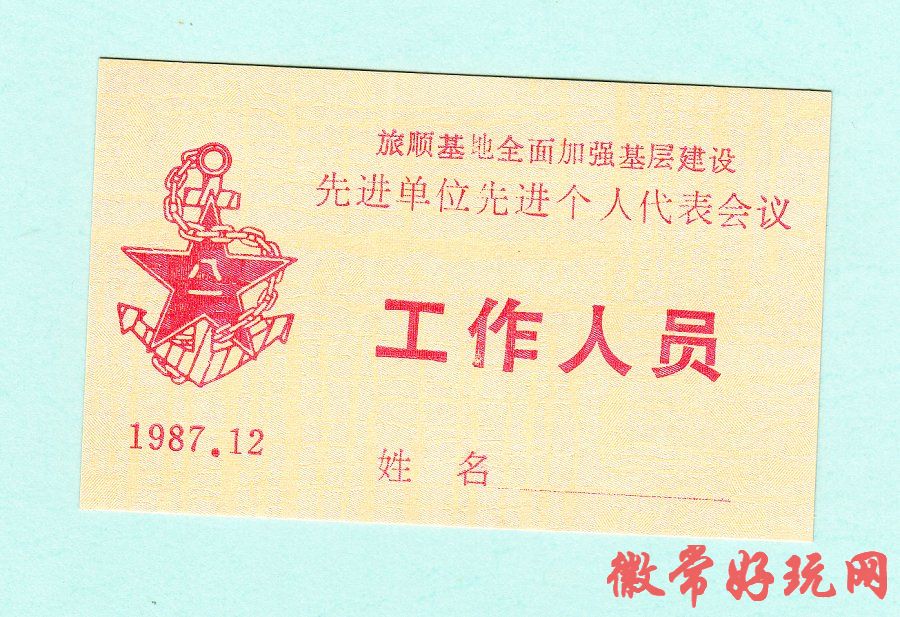 旅顺基地全面加强基层建设
先进单位先进个人代表会议
八一
工作人员
1987.12
姓 名
徽常好玩网